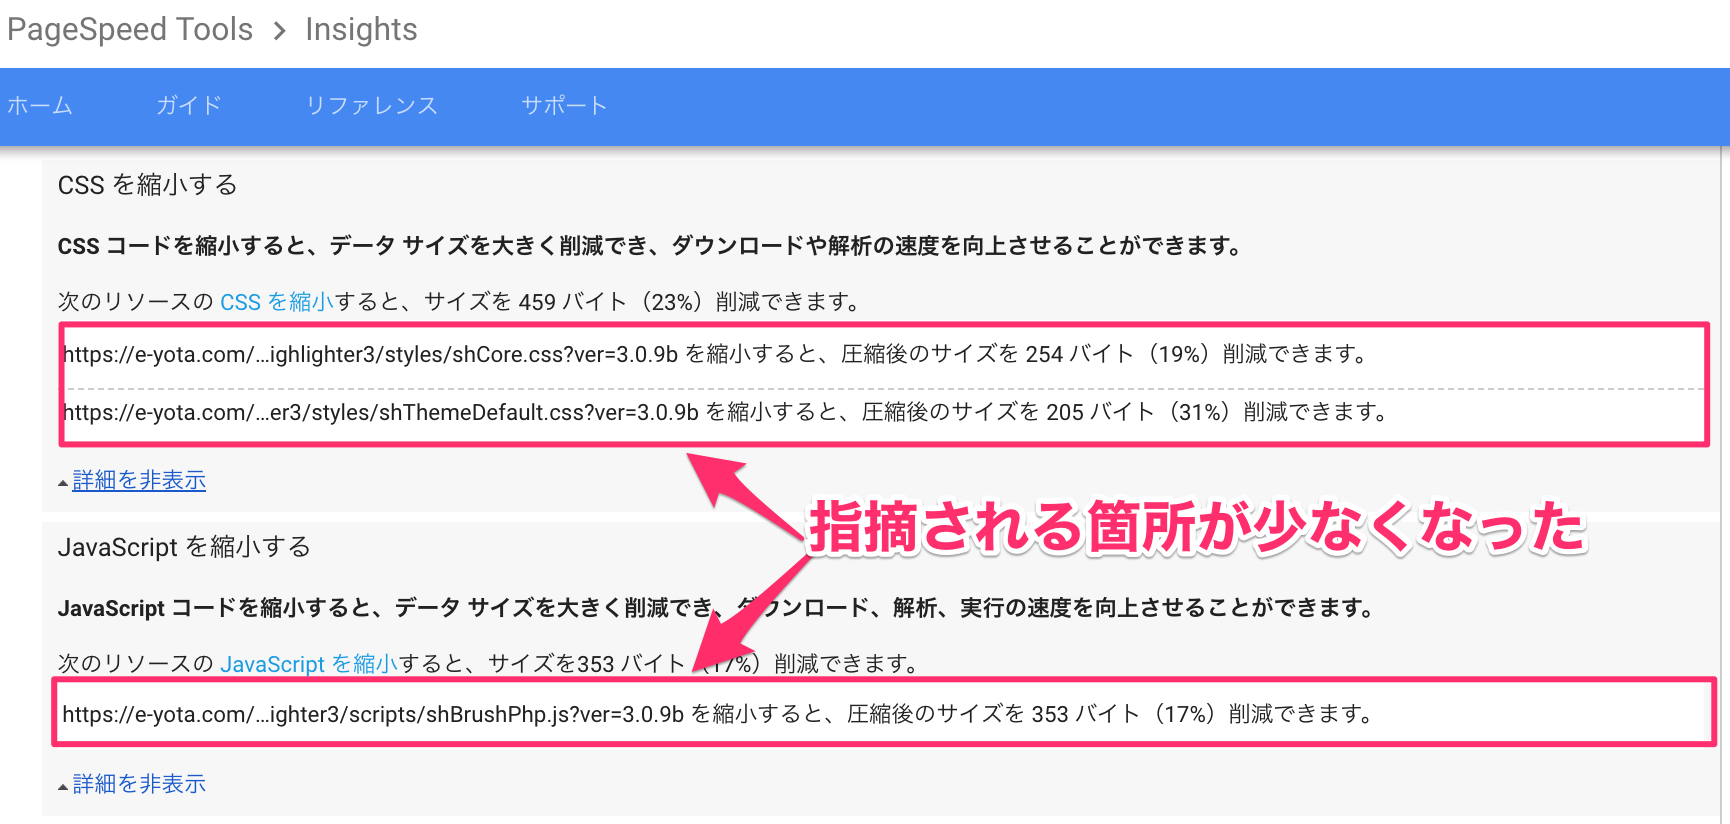 PageSpeed Tools > Insights
ホーム ガイド リファレンス サポート
CSS を縮小する
CSS コードを縮小すると、データ サイズを大きく削減でき、ダウンロードや解析の速度を向上させることができます。
次のリソースの CSS を縮小すると、サイズを 459 バイト（23%）削減できます。
https://e-yota.com/…ighlighter3/styles/shCore.css?ver=3.0.9b を縮小すると、圧縮後のサイズを 254 バイト（19%）削減できます。
https://e-yota.com/…er3/styles/shThemeDefault.css?ver=3.0.9b を縮小すると、圧縮後のサイズを 205 バイト（31%）削減できます。
詳細を非表示
指摘される箇所が少なくなった
JavaScript を縮小する
JavaScript コードを縮小すると、データ サイズを大きく削減でき、ダウンロード、解析、実行の速度を向上させることができます。
次のリソースの JavaScript を縮小すると、サイズを353 バイト（17%）削減できます。
https://e-yota.com/…ighter3/scripts/shBrushPhp.js?ver=3.0.9b を縮小すると、圧縮後のサイズを 353 バイト（17%）削減できます。
詳細を非表示